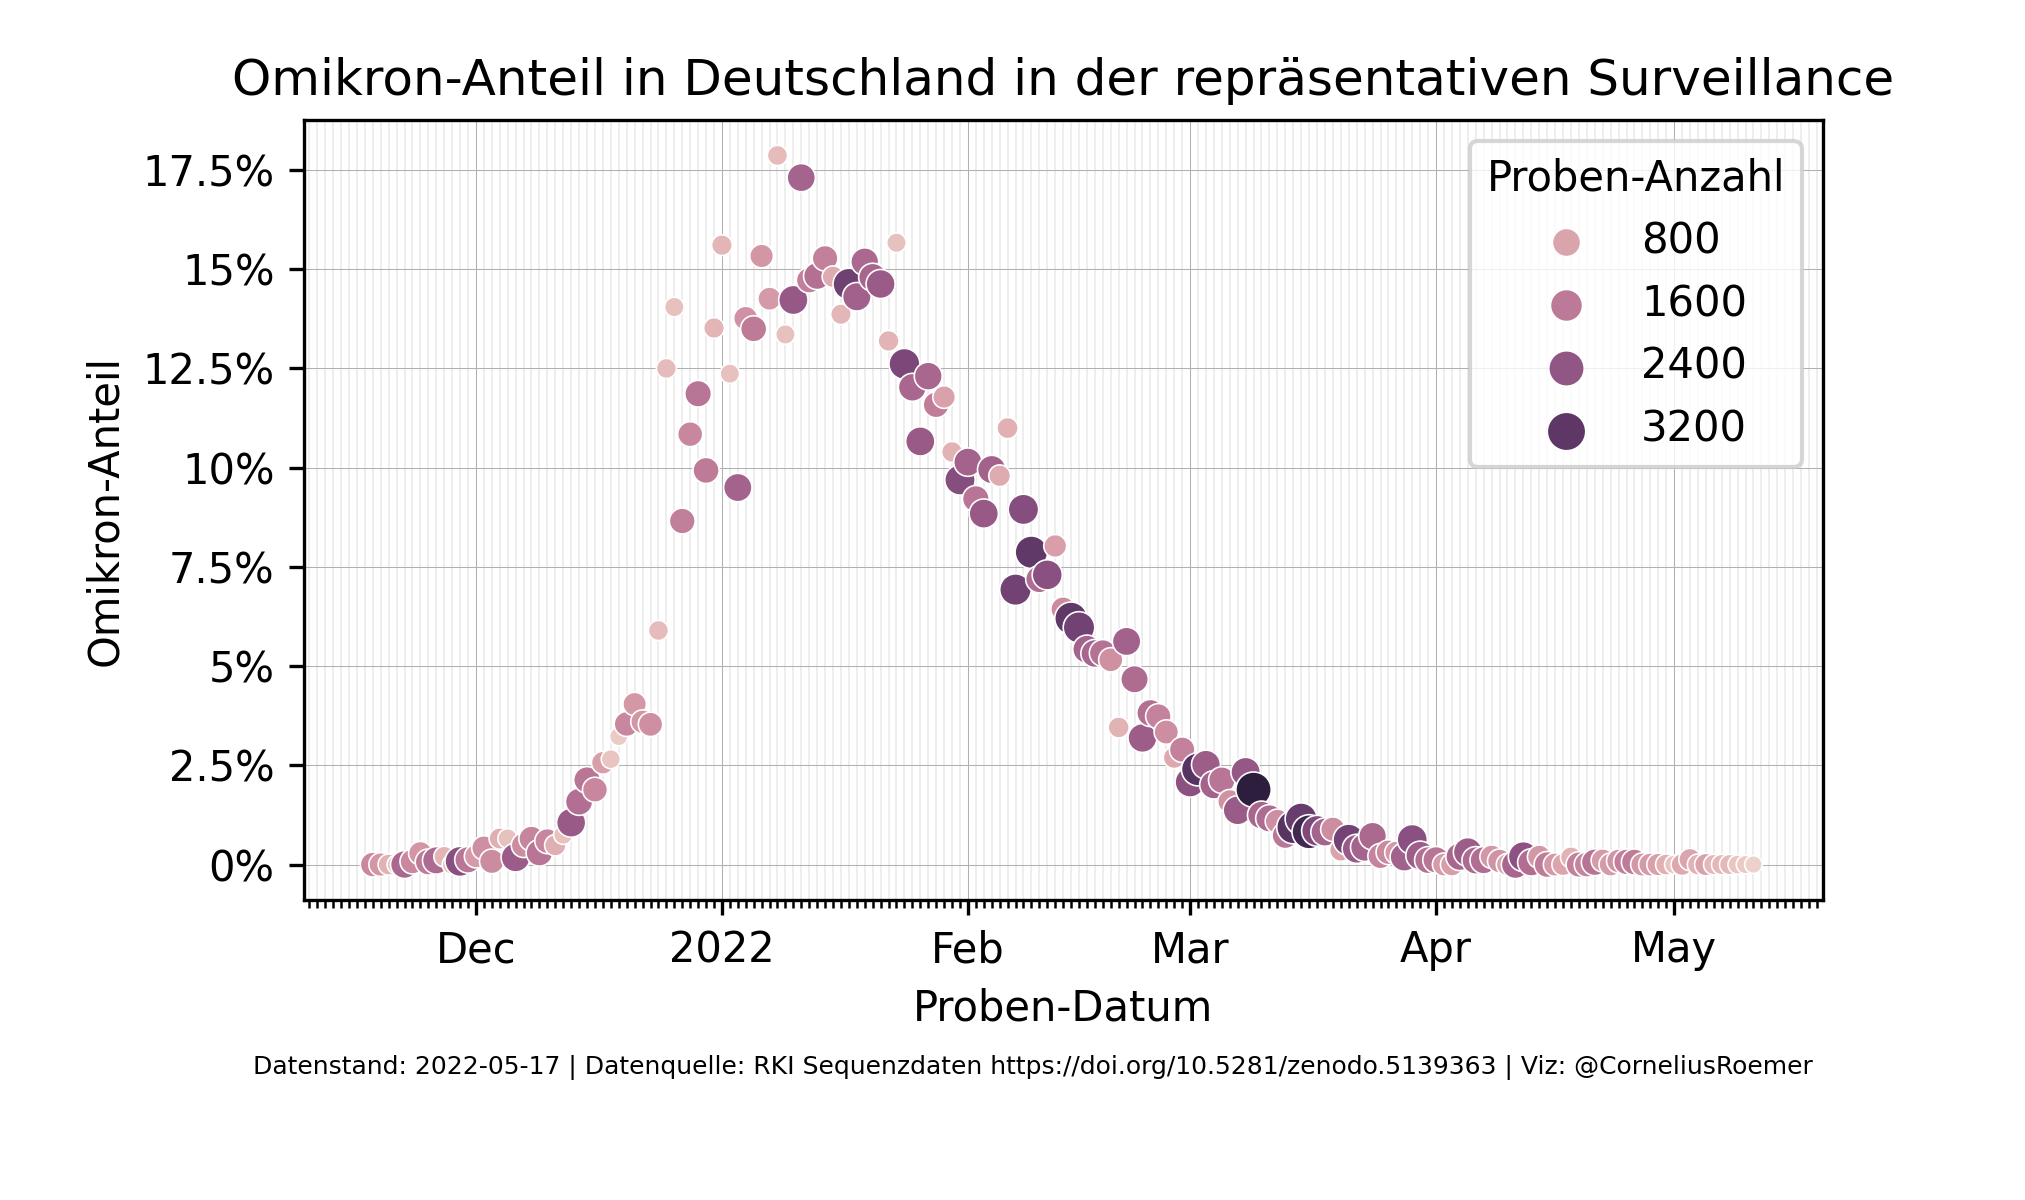 Omikron-Anteil in Deutschland in der repräsentativen Surveillance
Proben-Anzahl
800
1600
2400
3200
Omikron-Anteil
17.5%
15%
12.5%
10%
7.5%
5%
2.5%
0%
Dec 2022 Feb Mar Apr May
Proben-Datum
Datenstand: 2022-05-17 | Datenquelle: RKI Sequenzdaten https://doi.org/10.5281/zenodo.5139363 | Viz: @CorneliusRoemer